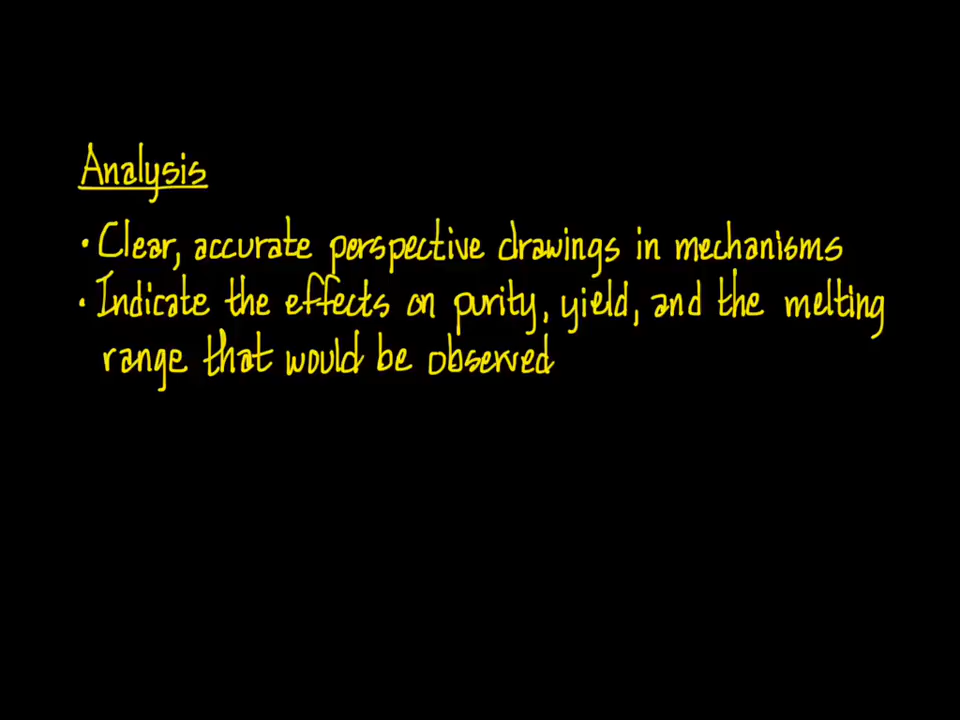 Analysis
• Clear, accurate perspective drawings in mechanisms
• Indicate the effects on purity, yield, and the melting
range that would be observed